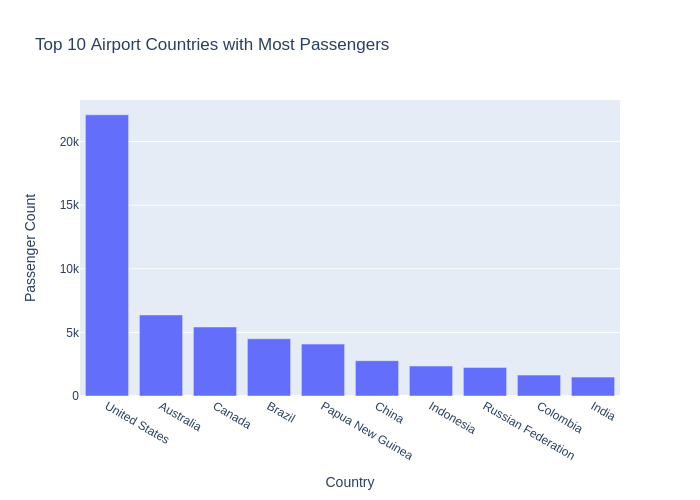 Top 10 Airport Countries with Most Passengers
Passenger Count
20k
15k
10k
5k
0
United States
Australia
Canada
Brazil
Papua New Guinea
China
Indonesia
Russian Federation
Colombia
India
Country